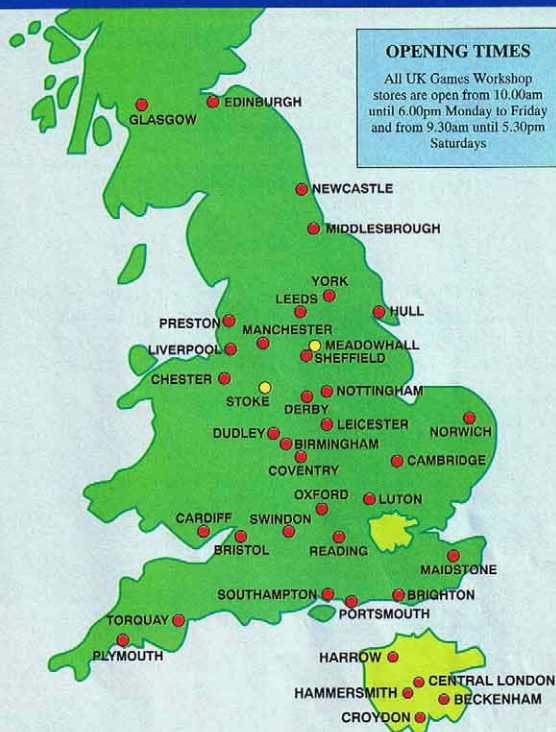 OPENING TIMES
All UK Games Workshop
stores are open from 10.00am
until 6.00pm Monday to Friday
and from 9.30am until 5.30pm
Saturdays
EDINBURGH
GLASGOW
NEWCASTLE
MIDDLESBROUGH
YORK
LEEDS
HULL
PRESTON
MANCHESTER
MEADOWHALL
LIVERPOOL
SHEFFIELD
CHESTER
NOTTINGHAM
STOKE
DERBY
LEICESTER
NORWICH
DUDLEY
BIRMINGHAM
COVENTRY
CAMBRIDGE
OXFORD
LUTON
CARDIFF
SWINDON
BRISTOL
READING
MAIDSTONE
SOUTHAMPTON
BRIGHTON
PORTSMOUTH
TORQUAY
PLYMOUTH
HARROW
CENTRAL LONDON
HAMMERSMITH
BECKENHAM
CROYDON